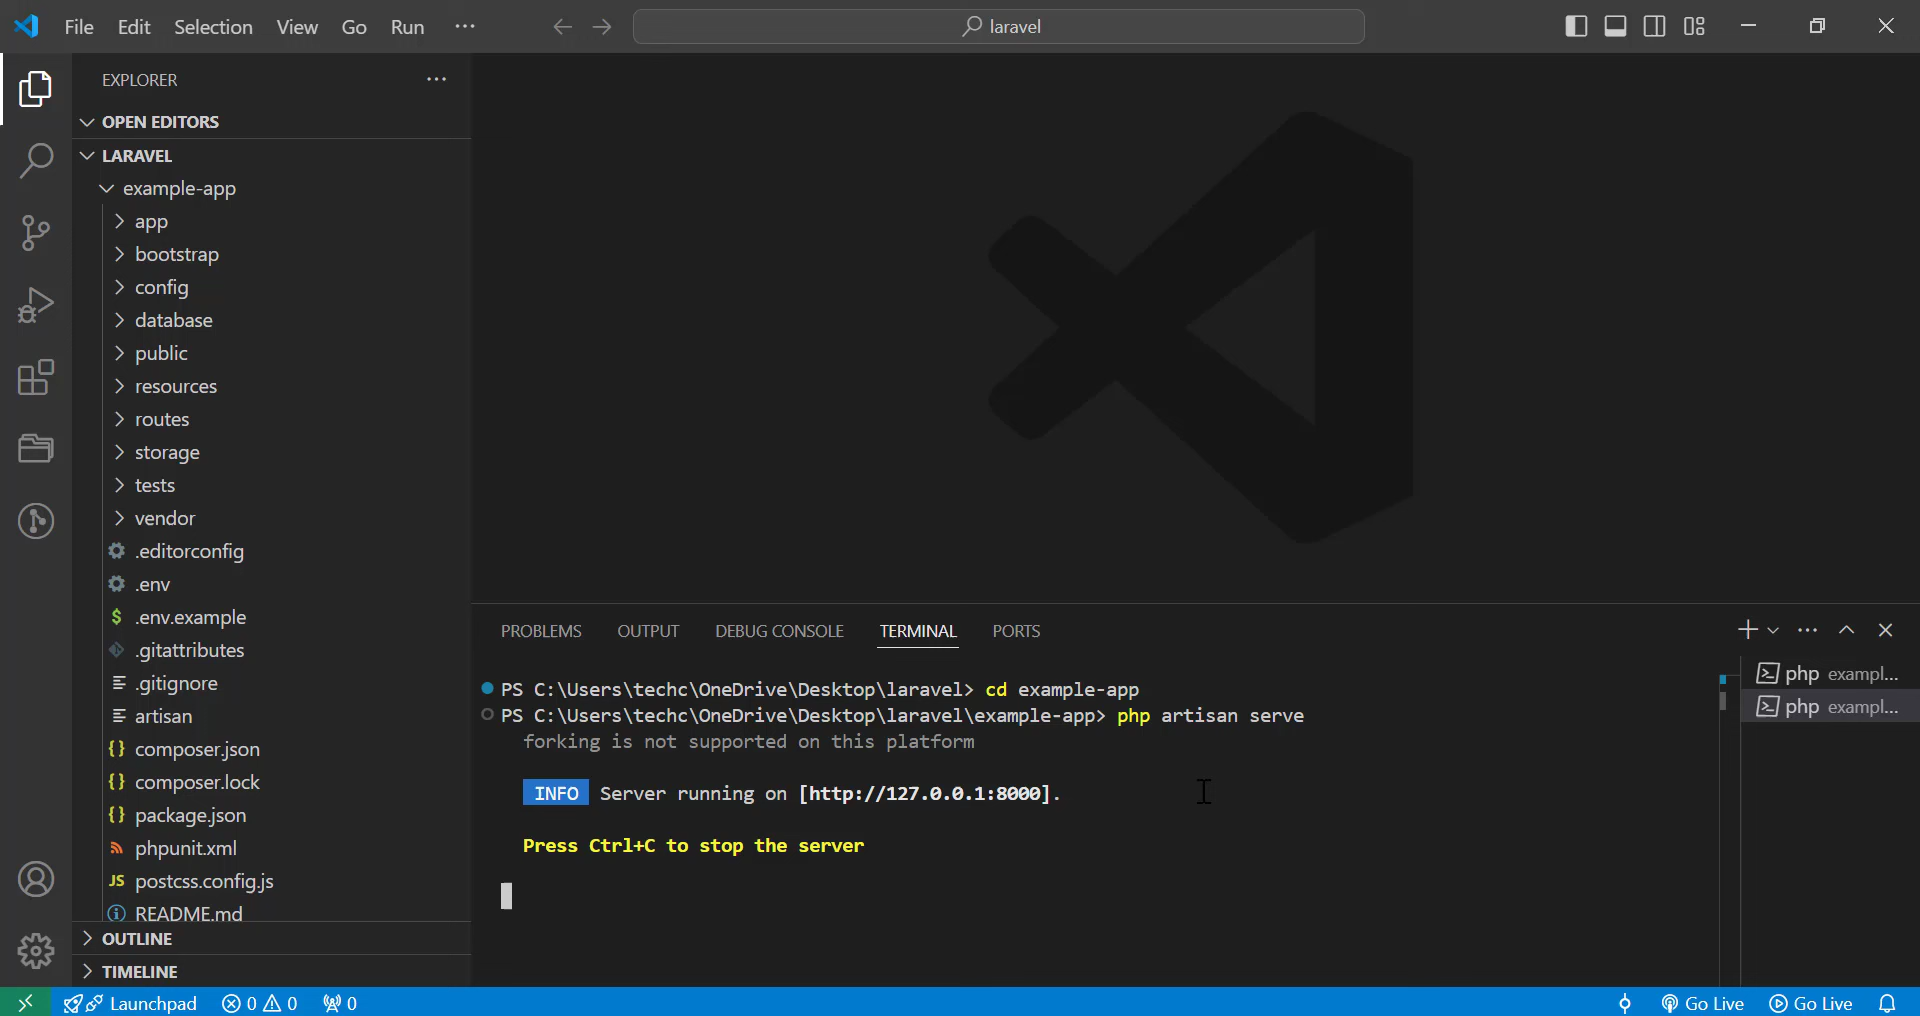 File Edit Selection View Go Run ···
laravel
EXPLORER ···
OPEN EDITORS
LARAVEL
example-app
app
bootstrap
config
database
public
resources
routes
storage
tests
vendor
.editorconfig
.env
$ .env.example
.gitattributes
.gitignore
artisan
{} composer.json
{} composer.lock
{} package.json
phpunit.xml
JS postcss.config.js
README.md
OUTLINE
TIMELINE
PROBLEMS OUTPUT DEBUG CONSOLE TERMINAL PORTS
PS C:\Users\techc\OneDrive\Desktop\laravel> cd example-app
PS C:\Users\techc\OneDrive\Desktop\laravel\example-app> php artisan serve
forking is not supported on this platform
INFO Server running on [http://127.0.0.1:8000].
Press Ctrl+C to stop the server
php exampl...
php exampl...
Launchpad 0 0 0 Go Live Go Live